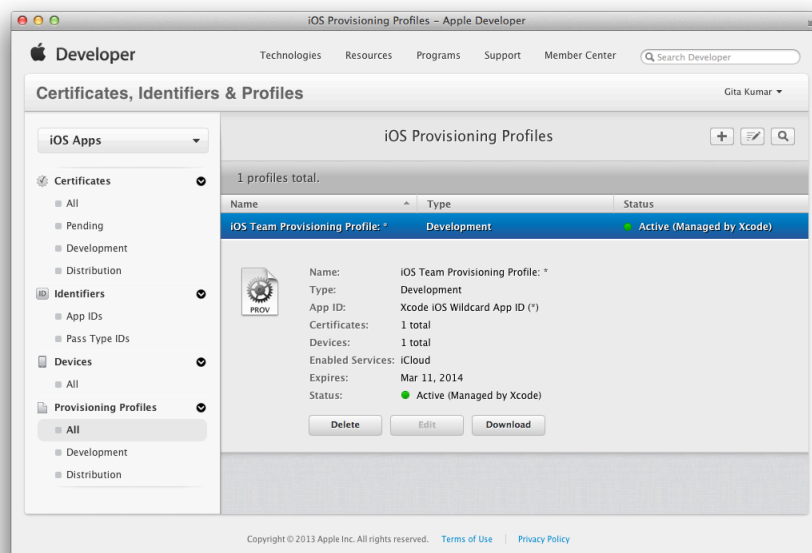 iOS Provisioning Profiles – Apple Developer
Developer
Technologies Resources Programs Support Member Center Search Developer
Certificates, Identifiers & Profiles
Gita Kumar
iOS Apps
iOS Provisioning Profiles
1 profiles total.
Certificates
All
Pending
Development
Distribution
Identifiers
ID
App IDs
Pass Type IDs
Devices
All
Provisioning Profiles
All
Development
Distribution
Name Type Status
iOS Team Provisioning Profile: * Development Active (Managed by Xcode)
PROV
Name: iOS Team Provisioning Profile: *
Type: Development
App ID: Xcode iOS Wildcard App ID (*)
Certificates: 1 total
Devices: 1 total
Enabled Services: iCloud
Expires: Mar 11, 2014
Status: Active (Managed by Xcode)
Delete Edit Download
Copyright © 2013 Apple Inc. All rights reserved. Terms of Use | Privacy Policy